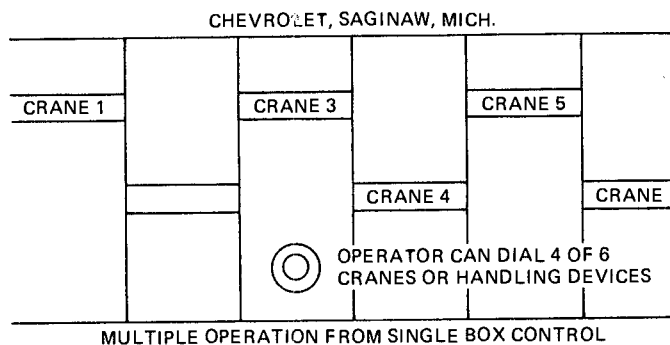 CHEVROLET, SAGINAW, MICH.
CRANE 1
CRANE 3
CRANE 5
CRANE 4
CRANE
OPERATOR CAN DIAL 4 OF 6
CRANES OR HANDLING DEVICES
MULTIPLE OPERATION FROM SINGLE BOX CONTROL